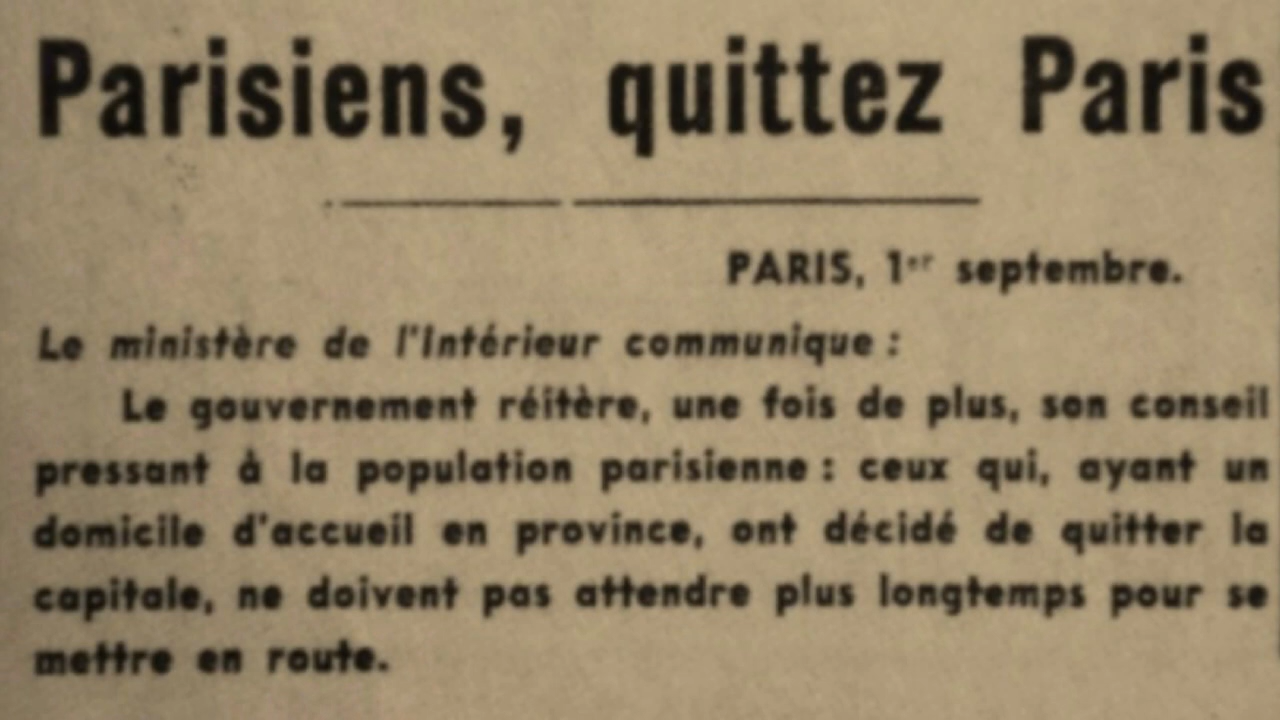 Parisiens, quittez Paris
PARIS, 1er septembre.
Le ministère de l'Intérieur communique :
Le gouvernement réitère, une fois de plus, son conseil
pressant à la population parisienne : ceux qui, ayant un
domicile d'accueil en province, ont décidé de quitter la
capitale, ne doivent pas attendre plus longtemps pour se
mettre en route.